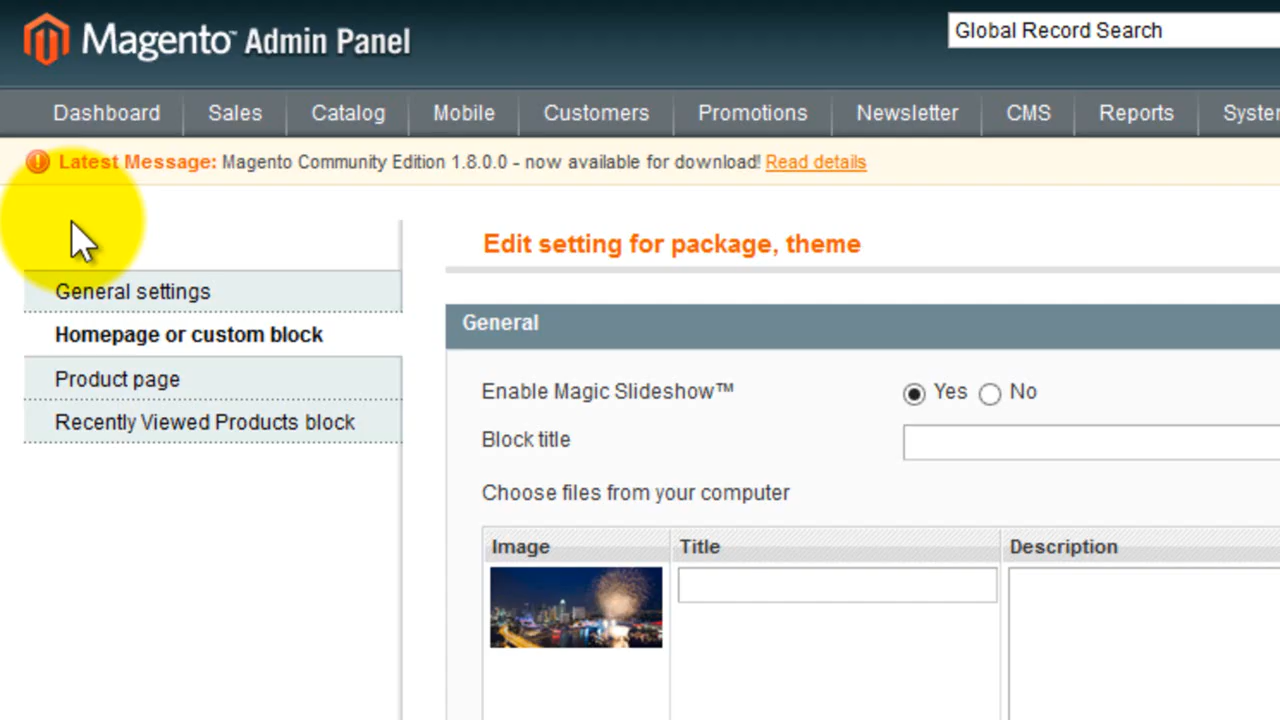 Magento™ Admin Panel
Global Record Search
Dashboard Sales Catalog Mobile Customers Promotions Newsletter CMS Reports
Latest Message: Magento Community Edition 1.8.0.0 - now available for download! Read details
Edit setting for package, theme
General settings
Homepage or custom block
Product page
Recently Viewed Products block
General
Enable Magic Slideshow™ Yes No
Block title
Choose files from your computer
Image Title Description